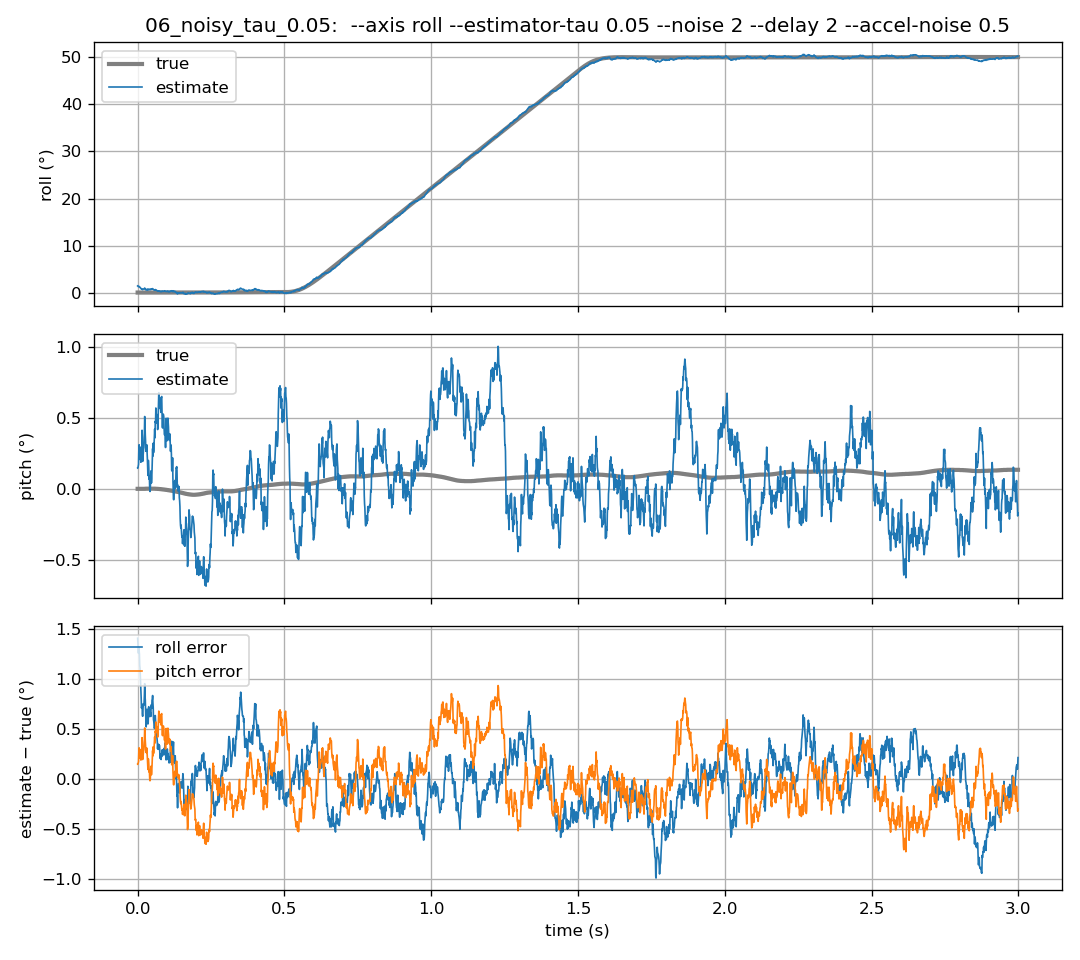 06_noisy_tau_0.05:  --axis roll --estimator-tau 0.05 --noise 2 --delay 2 --accel-noise 0.5
50
40
30
20
10
0
roll (°)
true
estimate
1.0
0.5
0.0
−0.5
pitch (°)
true
estimate
1.5
1.0
0.5
0.0
−0.5
−1.0
estimate − true (°)
roll error
pitch error
0.0 0.5 1.0 1.5 2.0 2.5 3.0
time (s)